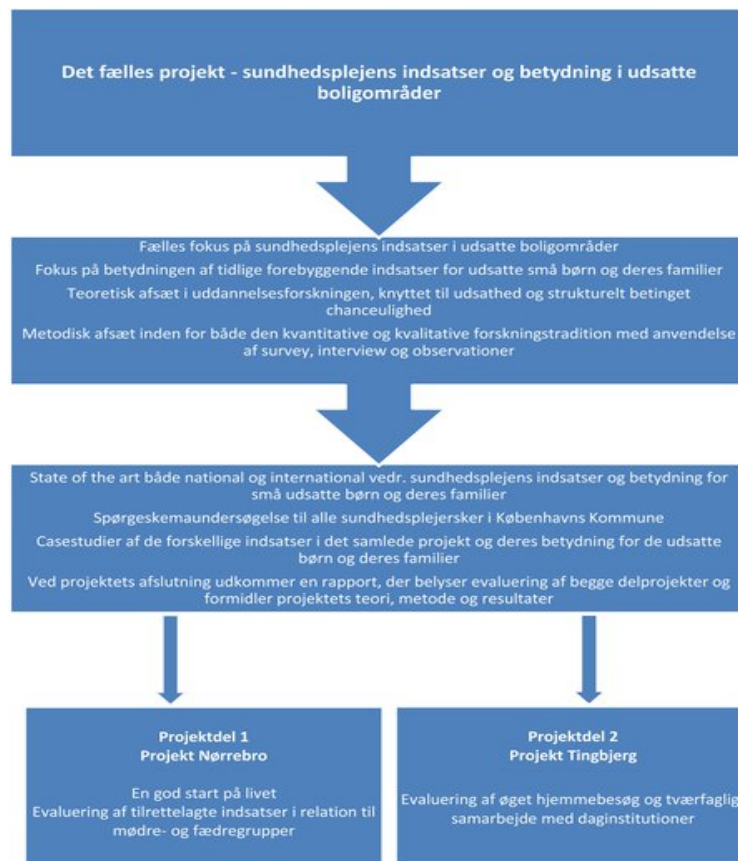 Det fælles projekt - sundhedsplejens indsatser og betydning i udsatte
boligområder
Fælles fokus på sundhedsplejens indsatser i udsatte boligområder
Fokus på betydningen af tidlige forebyggende indsatser for udsatte små børn og deres familier
Teoretisk afsæt i uddannelsesforskningen, knyttet til udsathed og strukturelt betinget
chanceulighed
Metodisk afsæt inden for både den kvantitative og kvalitative forskningstradition med anvendelse
af survey, interview og observationer
State of the art både national og international vedr. sundhedsplejens indsatser og betydning for
små udsatte børn og deres familier
Spørgeskemaundersøgelse til alle sundhedsplejersker i Københavns Kommune
Casestudier af de forskellige indsatser i det samlede projekt og deres betydning for de udsatte
børn og deres familier
Ved projektets afslutning udkommer en rapport, der belyser evaluering af begge delprojekter og
formidler projektets teori, metode og resultater
Projektdel 1
Projekt Nørrebro
En god start på livet
Evaluering af tilrettelagte indsatser i relation til
mødre- og fædregrupper
Projektdel 2
Projekt Tingbjerg
Evaluering af øget hjemmebesøg og tværfaglig
samarbejde med daginstitutioner